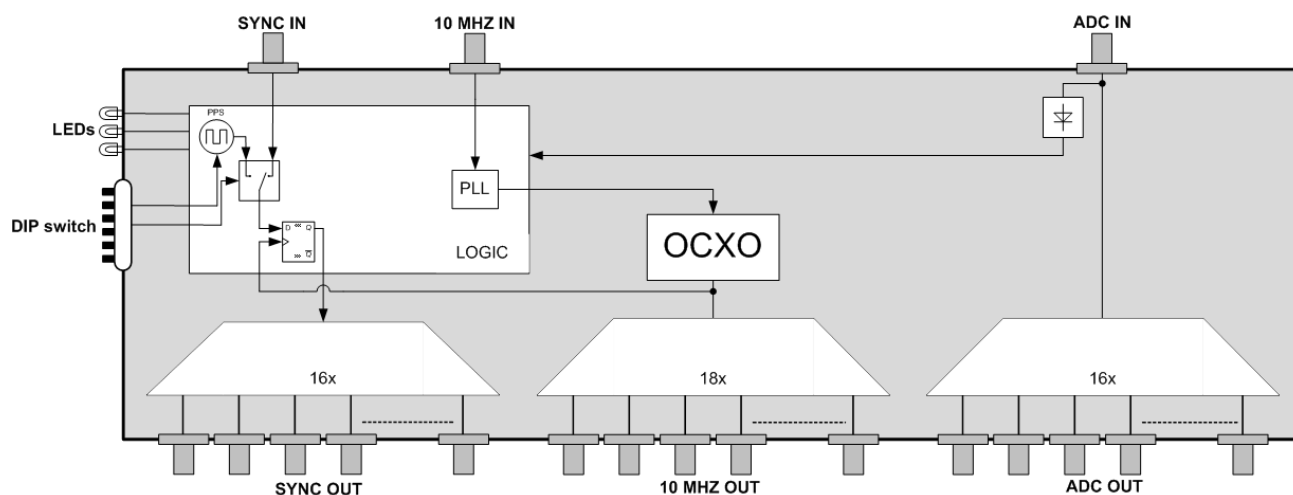 SYNC IN
10 MHZ IN
ADC IN
LEDs
PPS
DIP switch
PLL
D
Q
Q
LOGIC
OCXO
16x
18x
16x
SYNC OUT
10 MHZ OUT
ADC OUT